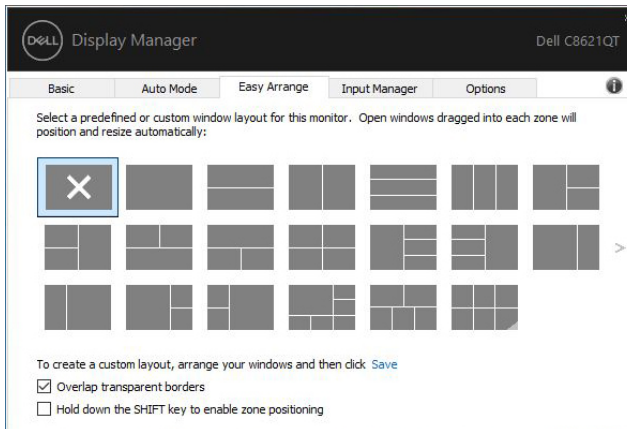 DELL Display Manager
Dell C8621QT
Basic
Auto Mode
Easy Arrange
Input Manager
Options
Select a predefined or custom window layout for this monitor. Open windows dragged into each zone will
position and resize automatically:
To create a custom layout, arrange your windows and then click Save
Overlap transparent borders
Hold down the SHIFT key to enable zone positioning